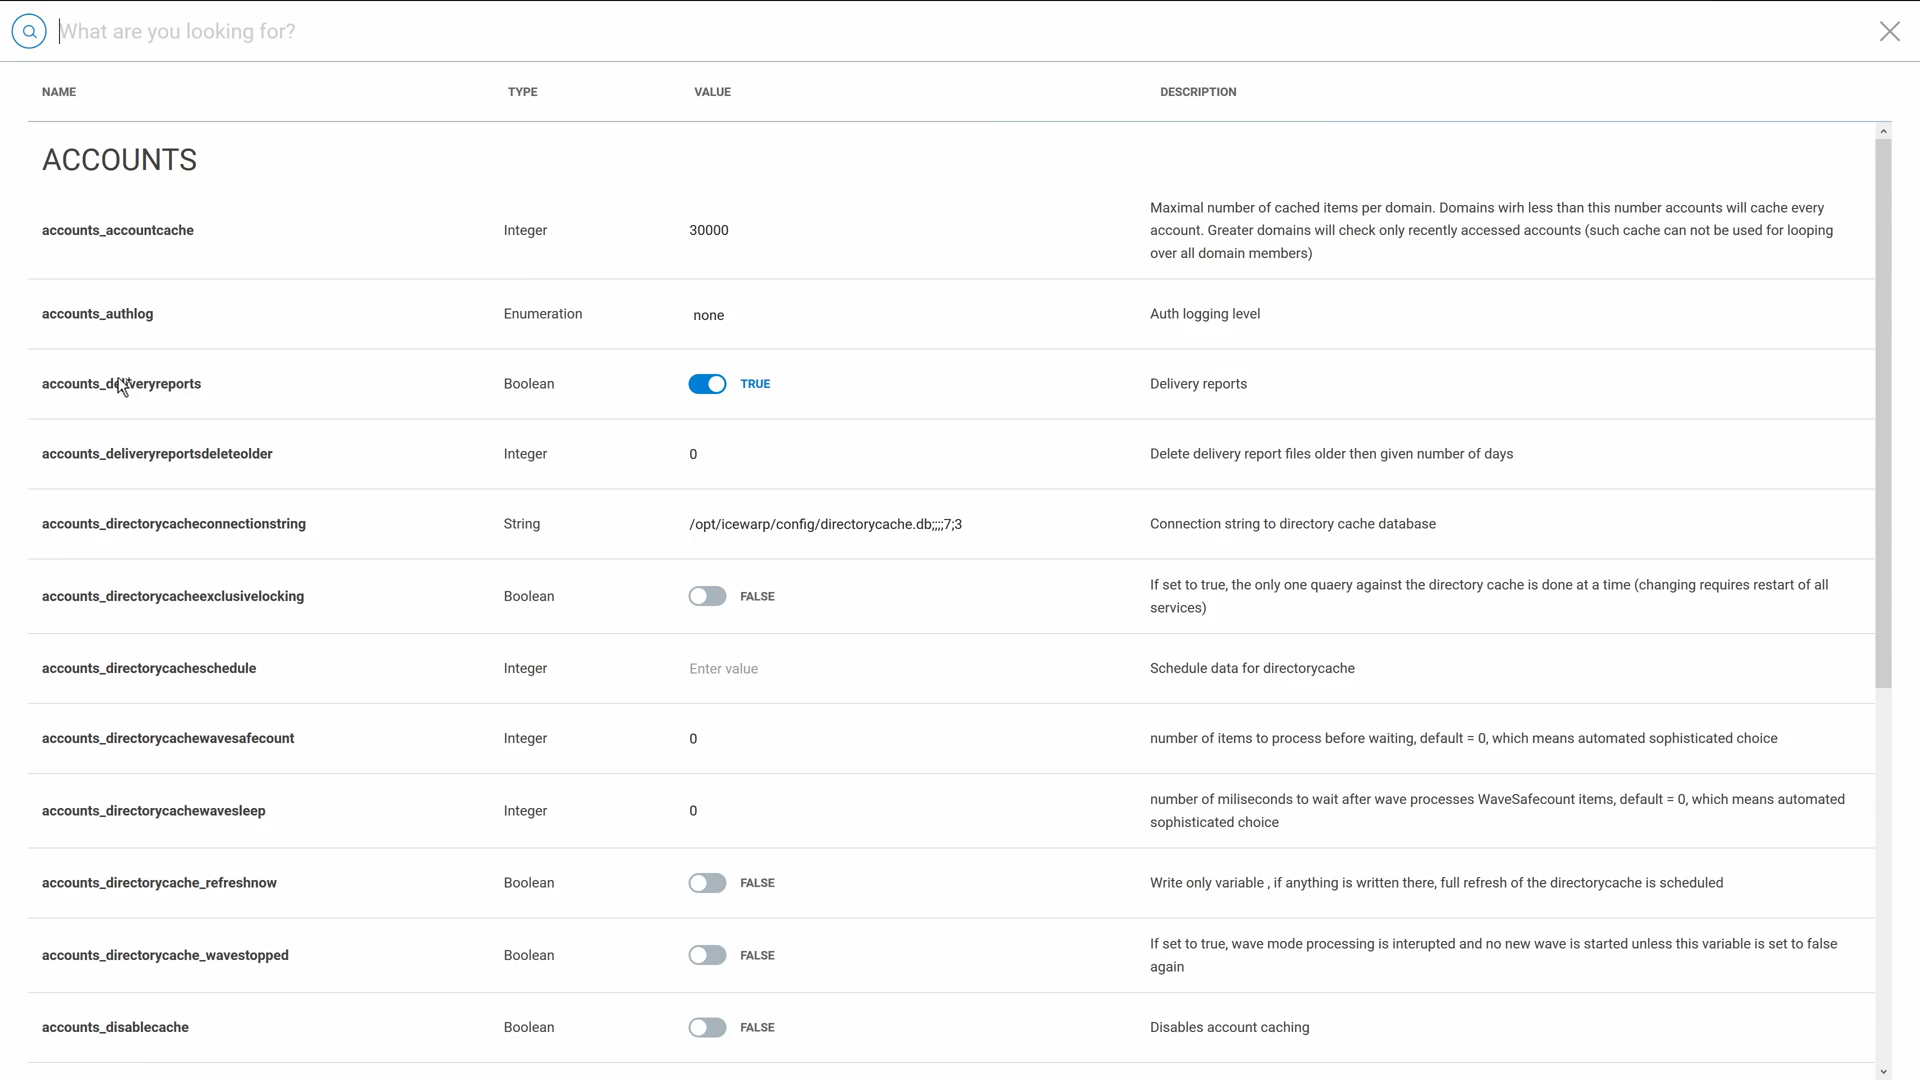 What are you looking for?
NAME TYPE VALUE DESCRIPTION
ACCOUNTS
accounts_accountcache Integer 30000 Maximal number of cached items per domain. Domains wirh less than this number accounts will cache every
account. Greater domains will check only recently accessed accounts (such cache can not be used for looping
over all domain members)
accounts_authlog Enumeration none Auth logging level
accounts_deliveryreports Boolean TRUE Delivery reports
accounts_deliveryreportsdeleteolder Integer 0 Delete delivery report files older then given number of days
accounts_directorycacheconnectionstring String /opt/icewarp/config/directorycache.db;;;;7;3 Connection string to directory cache database
accounts_directorycacheexclusivelocking Boolean FALSE If set to true, the only one quaery against the directory cache is done at a time (changing requires restart of all
services)
accounts_directorycacheschedule Integer Enter value Schedule data for directorycache
accounts_directorycachewavesafecount Integer 0 number of items to process before waiting, default = 0, which means automated sophisticated choice
accounts_directorycachewavesleep Integer 0 number of miliseconds to wait after wave processes WaveSafecount items, default = 0, which means automated
sophisticated choice
accounts_directorycache_refreshnow Boolean FALSE Write only variable , if anything is written there, full refresh of the directorycache is scheduled
accounts_directorycache_wavestopped Boolean FALSE If set to true, wave mode processing is interupted and no new wave is started unless this variable is set to false
again
accounts_disablecache Boolean FALSE Disables account caching